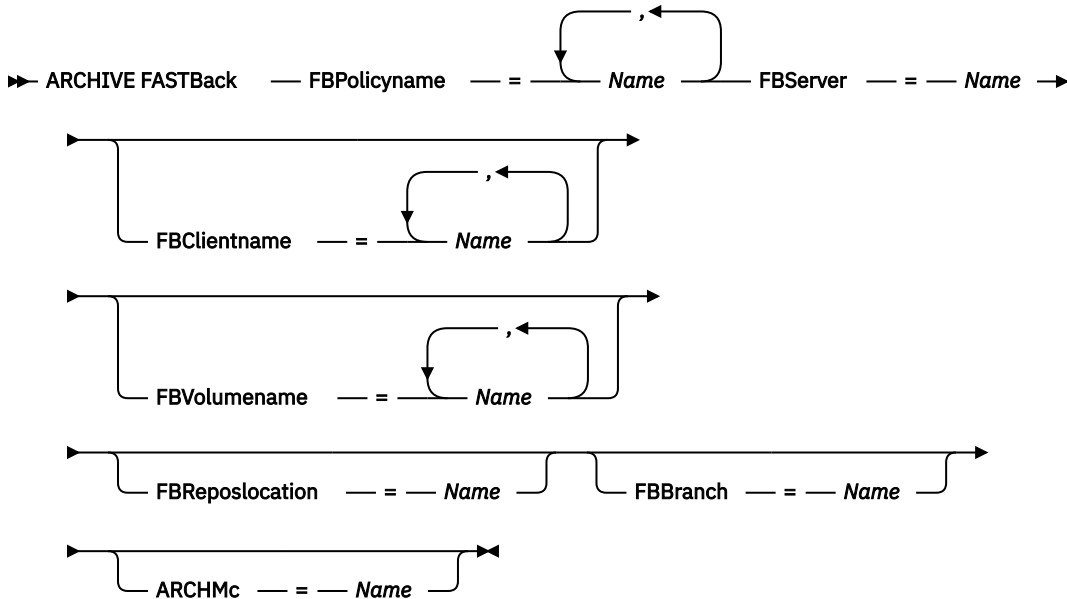 ,
ARCHIVE FASTBack FBPolicyname = Name FBServer = Name
,
FBClientname = Name
,
FBVolumename = Name
FBReposlocation = Name FBBranch = Name
ARCHMc = Name